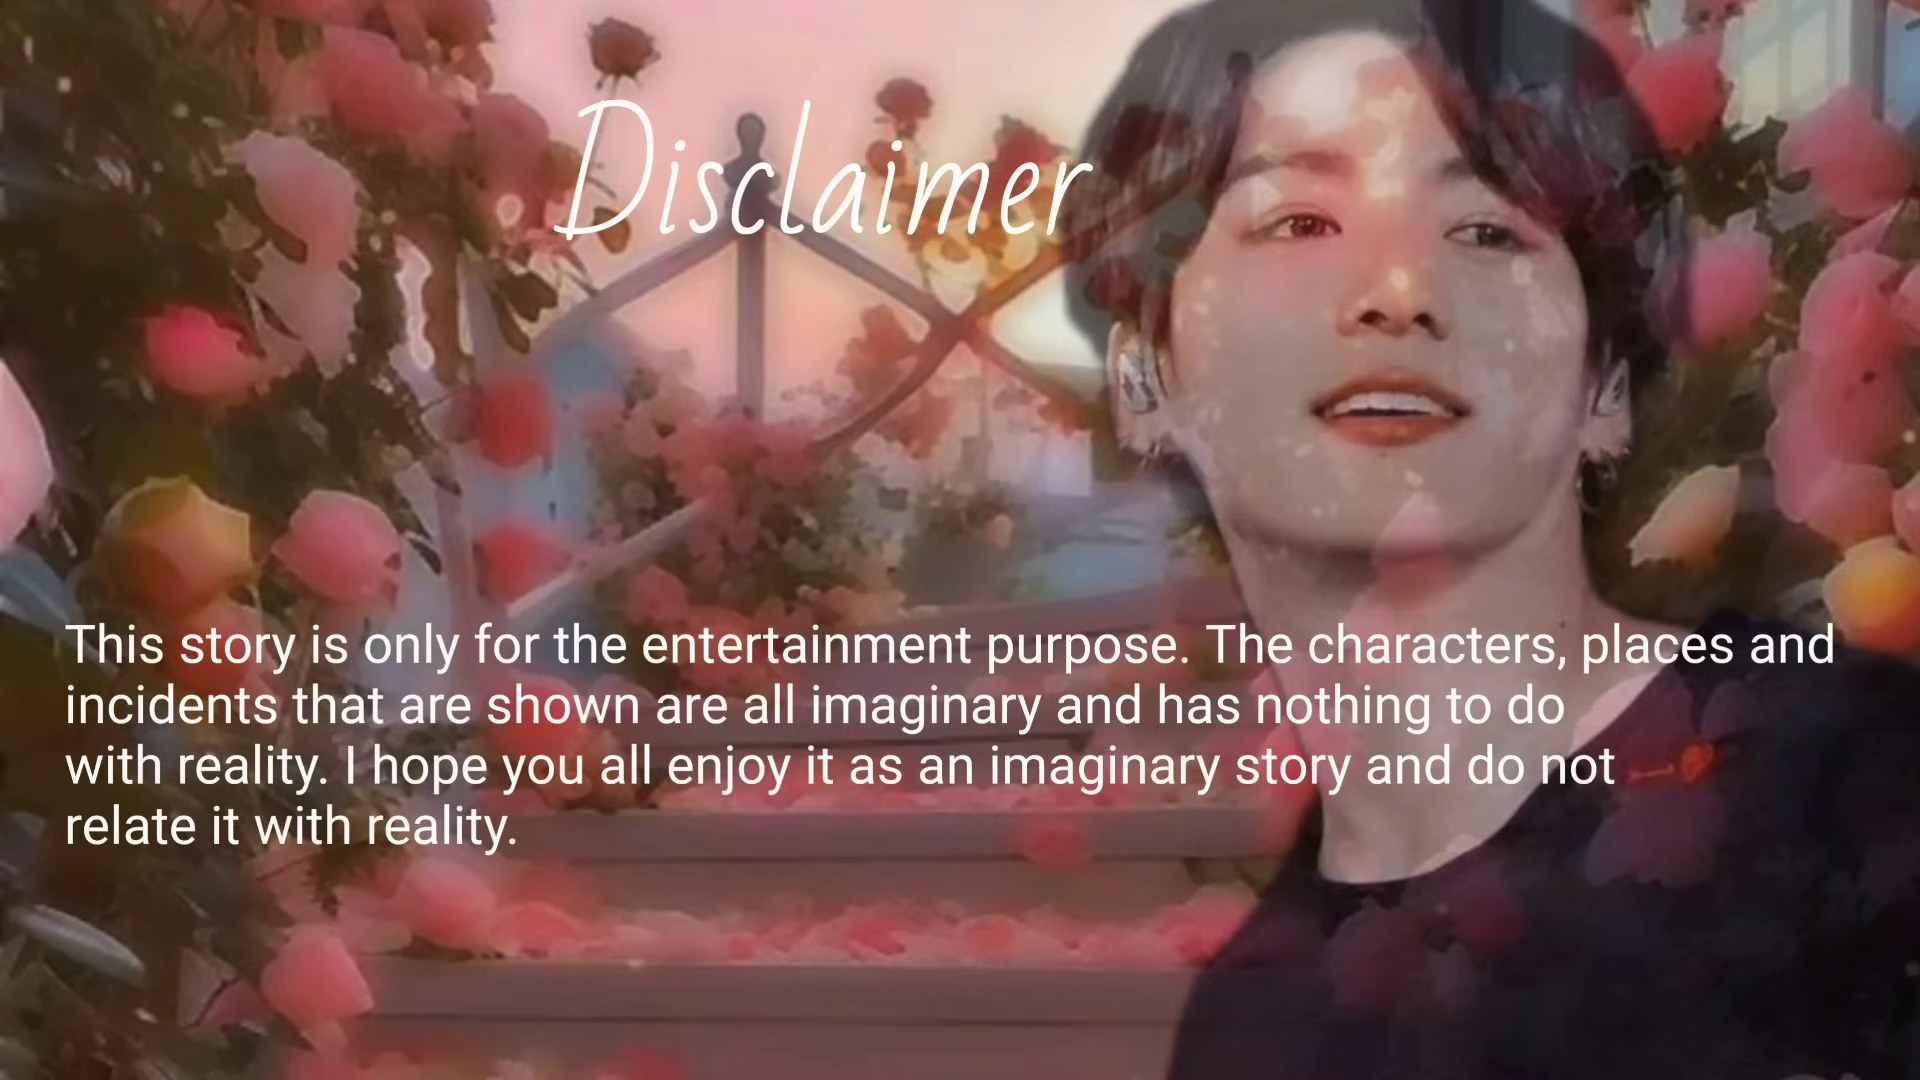 Disclaimer
This story is only for the entertainment purpose. The characters, places and
incidents that are shown are all imaginary and has nothing to do
with reality. I hope you all enjoy it as an imaginary story and do not
relate it with reality.